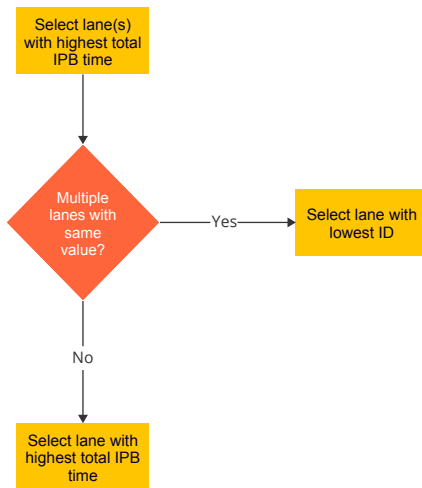 Select lane(s)
with highest total
IPB time
Multiple
lanes with
same
value?
Yes
Select lane with
lowest ID
No
Select lane with
highest total IPB
time